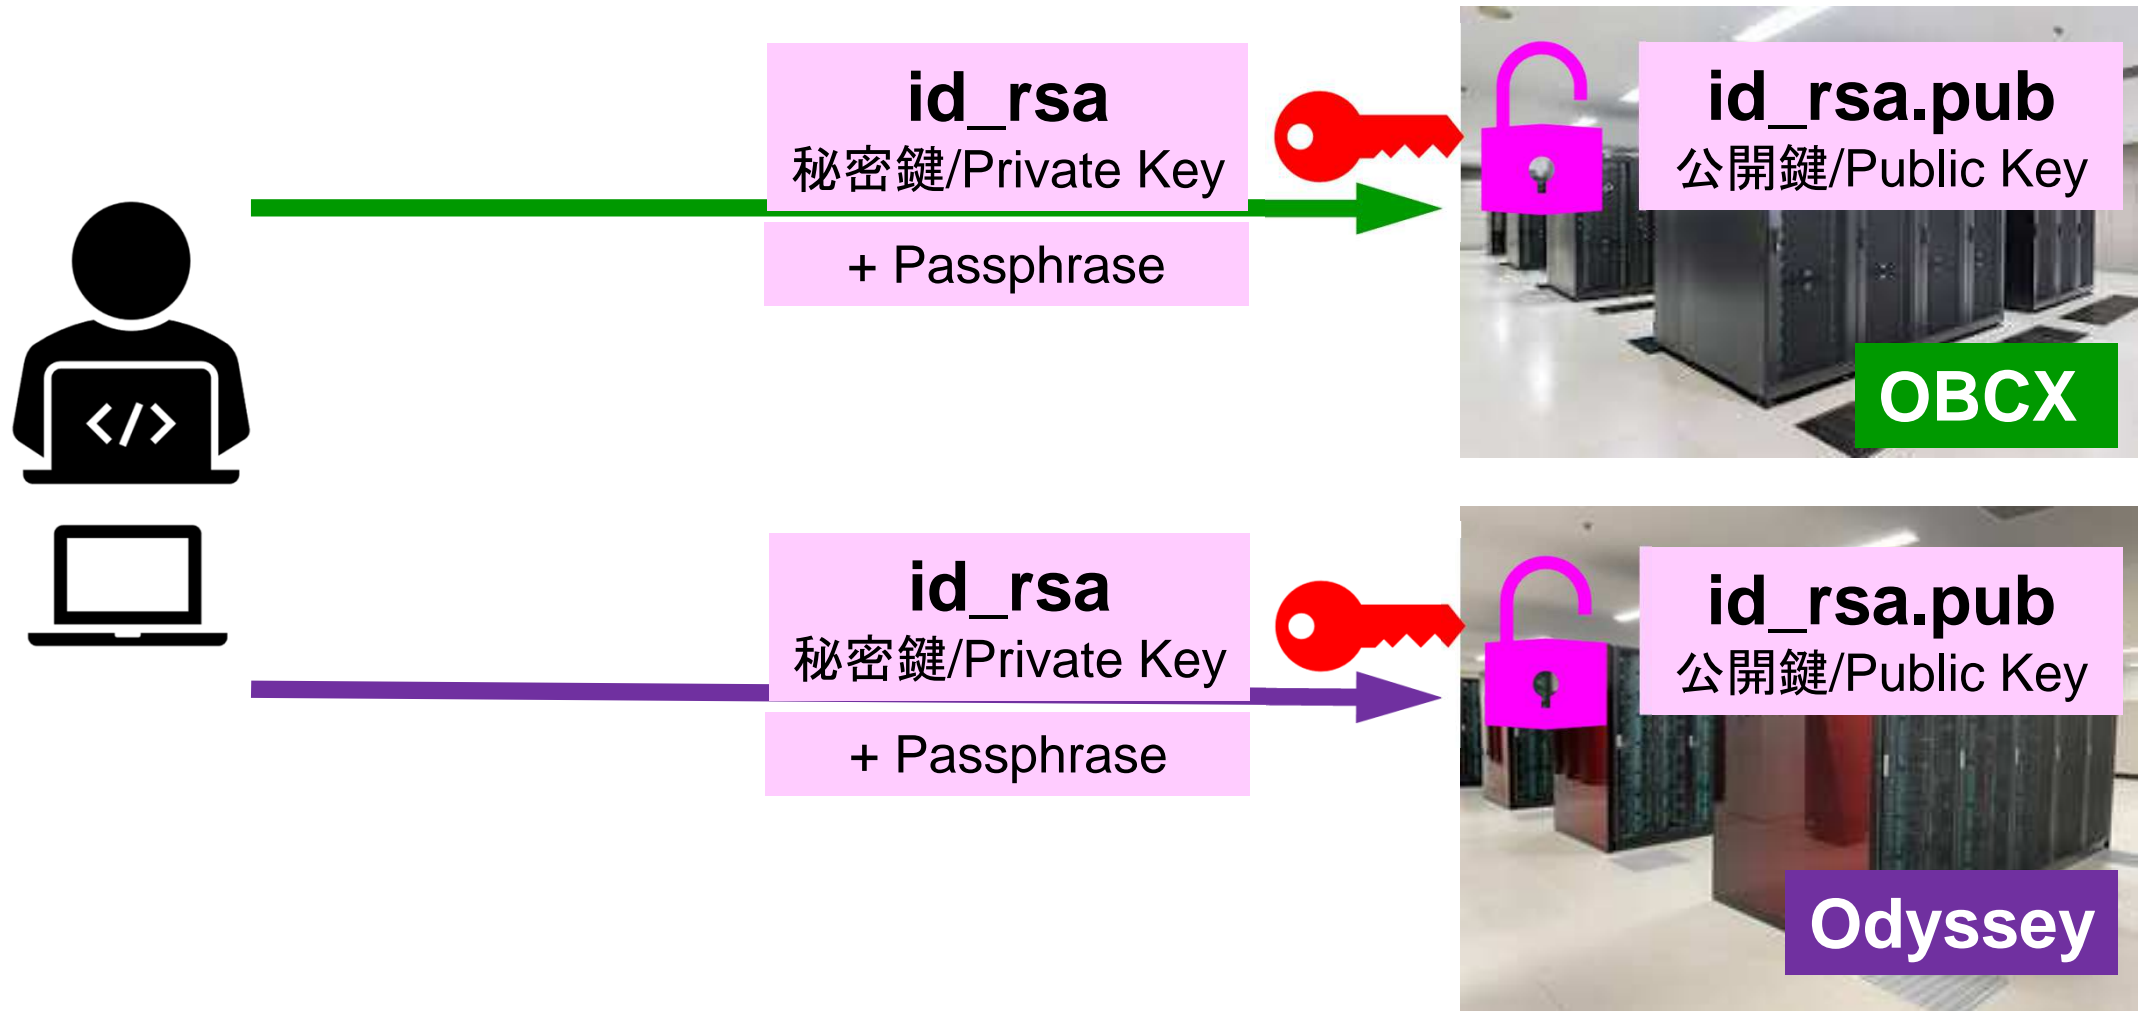 id_rsa
秘密鍵/Private Key
+ Passphrase
id_rsa.pub
公開鍵/Public Key
OBCX
</>
id_rsa
秘密鍵/Private Key
+ Passphrase
id_rsa.pub
公開鍵/Public Key
Odyssey